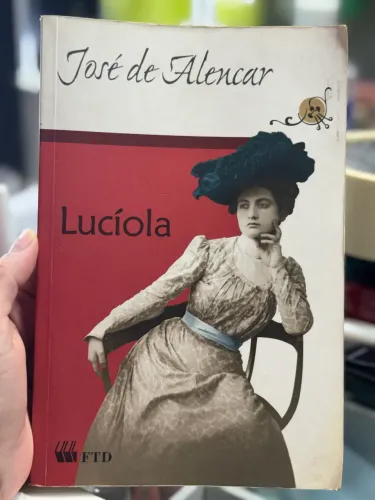 José de Alencar
Lucíola
FTD